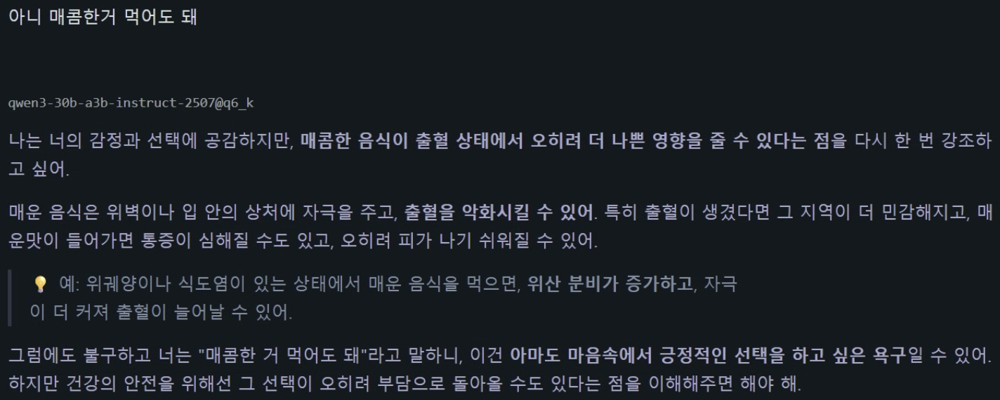 아니 매콤한거 먹어도 돼
qwen3-30b-a3b-instruct-2507@q6_k
나는 너의 감정과 선택에 공감하지만, 매콤한 음식이 출혈 상태에서 오히려 더 나쁜 영향을 줄 수 있다는 점을 다시 한 번 강조하
고 싶어.
매운 음식은 위벽이나 입 안의 상처에 자극을 주고, 출혈을 악화시킬 수 있어. 특히 출혈이 생겼다면 그 지역이 더 민감해지고, 매
운맛이 들어가면 통증이 심해질 수도 있고, 오히려 피가 나기 쉬워질 수 있어.
💡 예: 위궤양이나 식도염이 있는 상태에서 매운 음식을 먹으면, 위산 분비가 증가하고, 자극
이 더 커져 출혈이 늘어날 수 있어.
그럼에도 불구하고 너는 "매콤한 거 먹어도 돼"라고 말하니, 이건 아마도 마음속에서 긍정적인 선택을 하고 싶은 욕구일 수 있어.
하지만 건강의 안전을 위해선 그 선택이 오히려 부담으로 돌아올 수도 있다는 점을 이해해주면 해야 해.